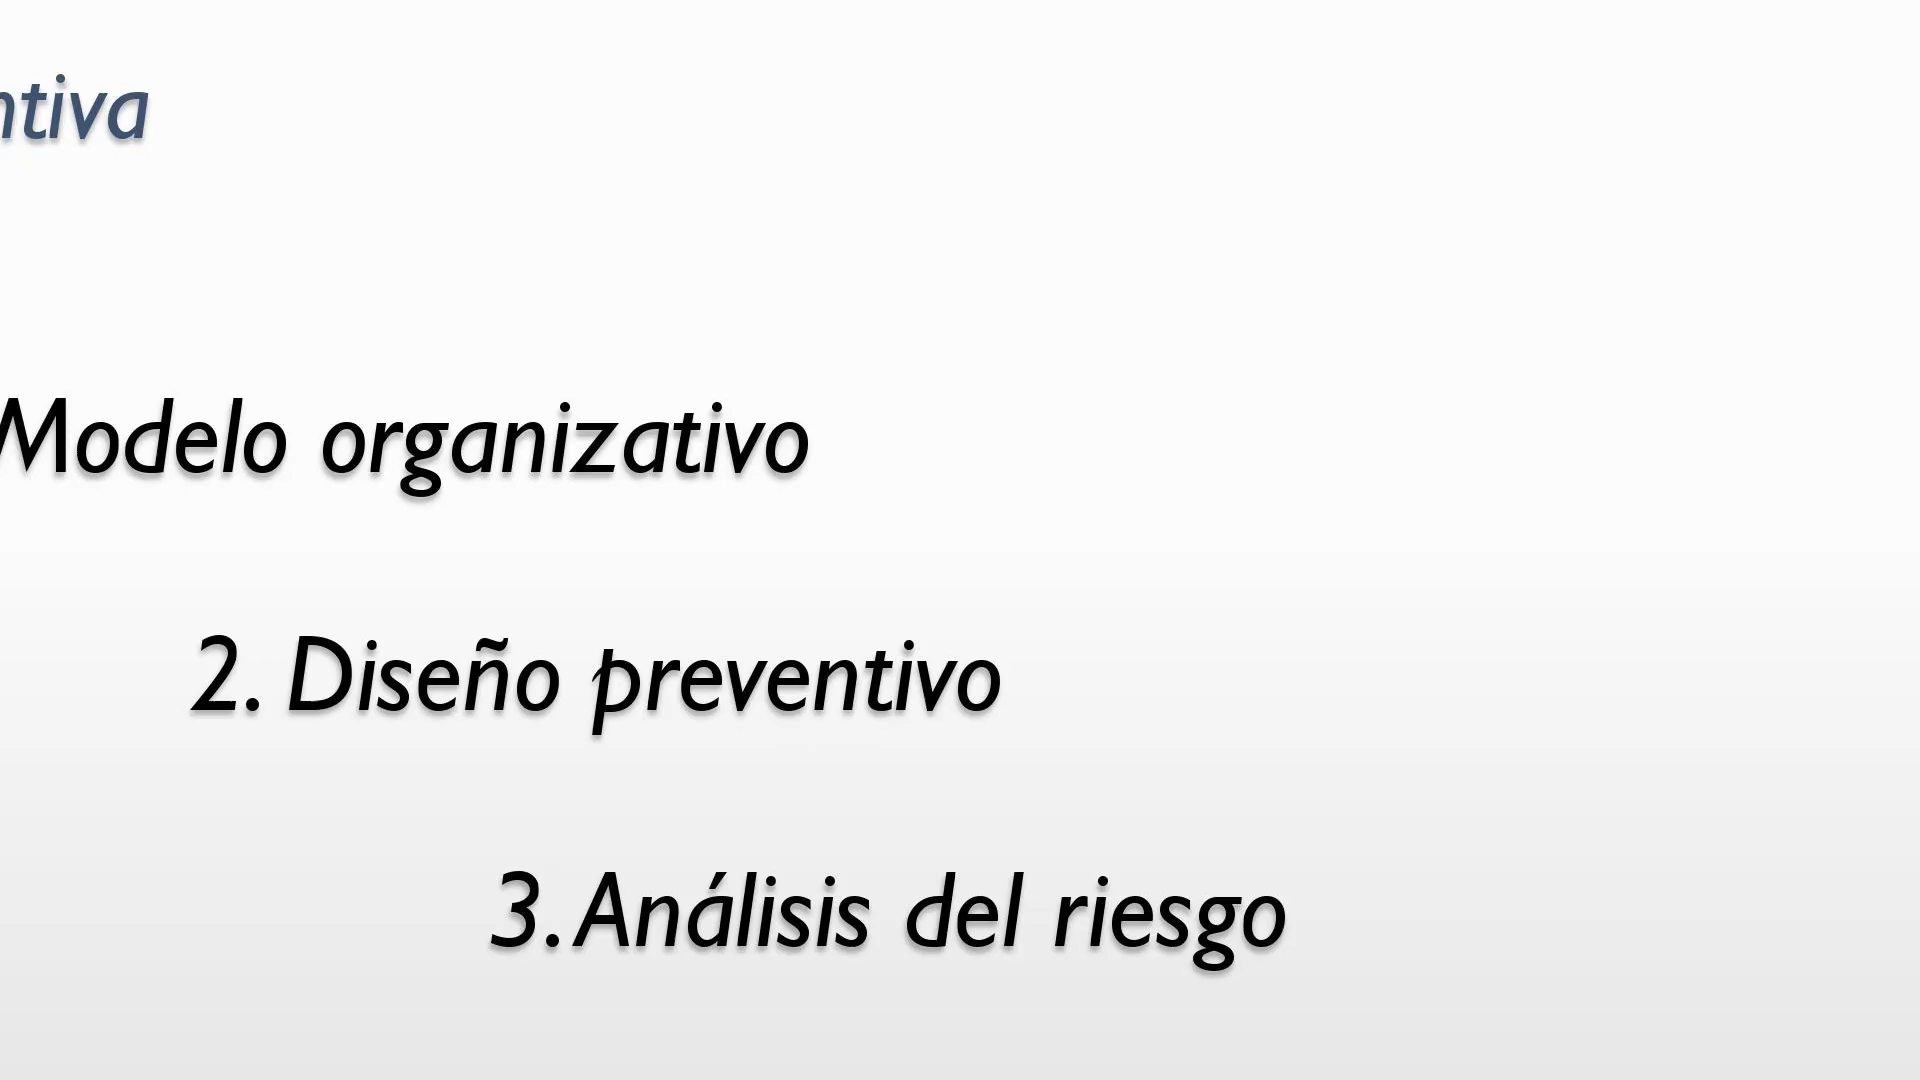 ntiva
Modelo organizativo
2. Diseño preventivo
3. Análisis del riesgo